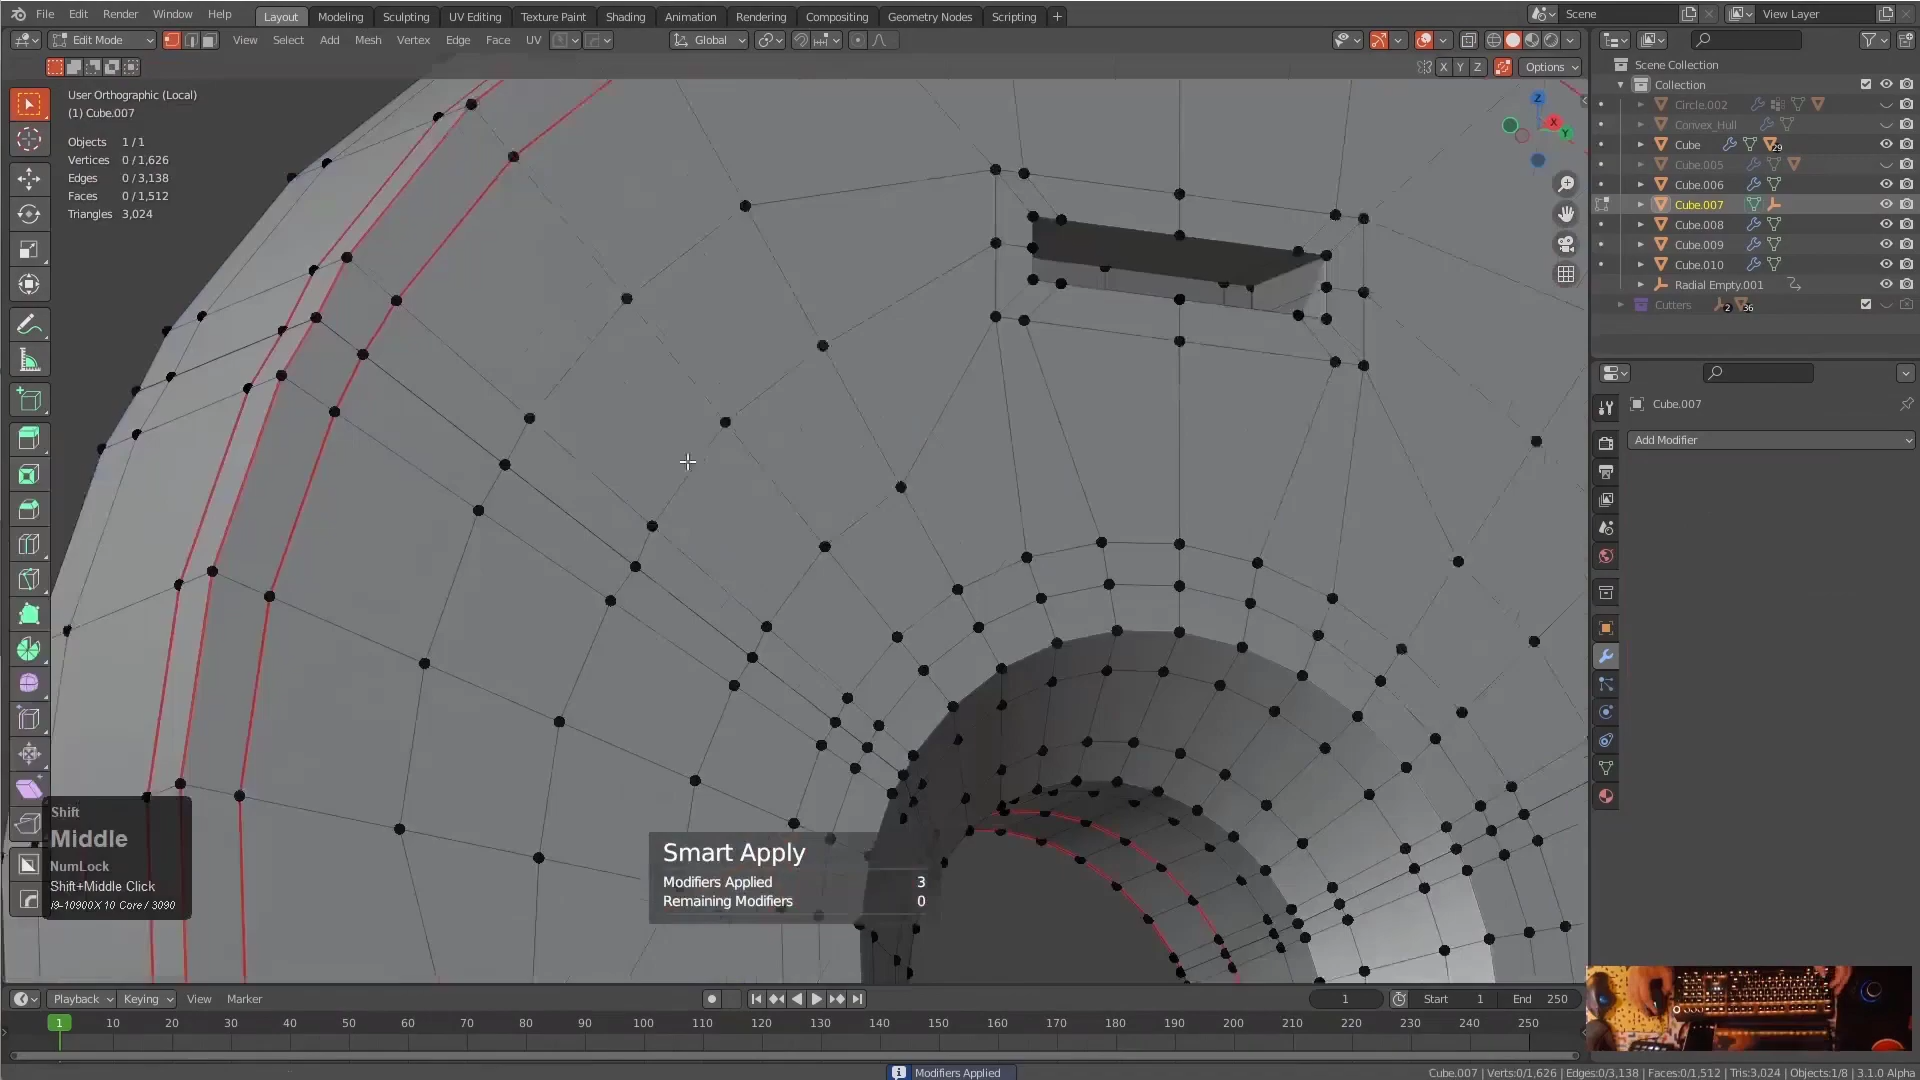 File Edit Render Window Help Layout Modeling Sculpting UV Editing Texture Paint Shading Animation Rendering Compositing Geometry Nodes Scripting + Scene View Layer
Edit Mode View Select Add Mesh Vertex Edge Face UV Global
X Y Z Options
User Orthographic (Local)
(1) Cube.007
Objects 1 / 1
Vertices 0 / 1,626
Edges 0 / 3,138
Faces 0 / 1,512
Triangles 3,024
Z
X
Y
Scene Collection
Collection
Circle.002
Convex_Hull
Cube 29
Cube.005
Cube.006
Cube.007
Cube.008
Cube.009
Cube.010
Radial Empty.001
Cutters 2 36
Cube.007
Add Modifier
Shift
Middle
NumLock
Shift+Middle Click
i9-10900X 10 Core / 3090
Smart Apply
Modifiers Applied 3
Remaining Modifiers 0
Playback Keying View Marker 1 Start 1 End 250
1 10 20 30 40 50 60 70 80 90 100 110 120 130 140 150 160 170 180 190 200 210 220 230 240 250
Modifiers Applied
Cube.007 | Verts:0/1,626 | Edges:0/3,138 | Faces:0/1,512 | Tris:3,024 | Objects:1/8 | 3.1.0 Alpha